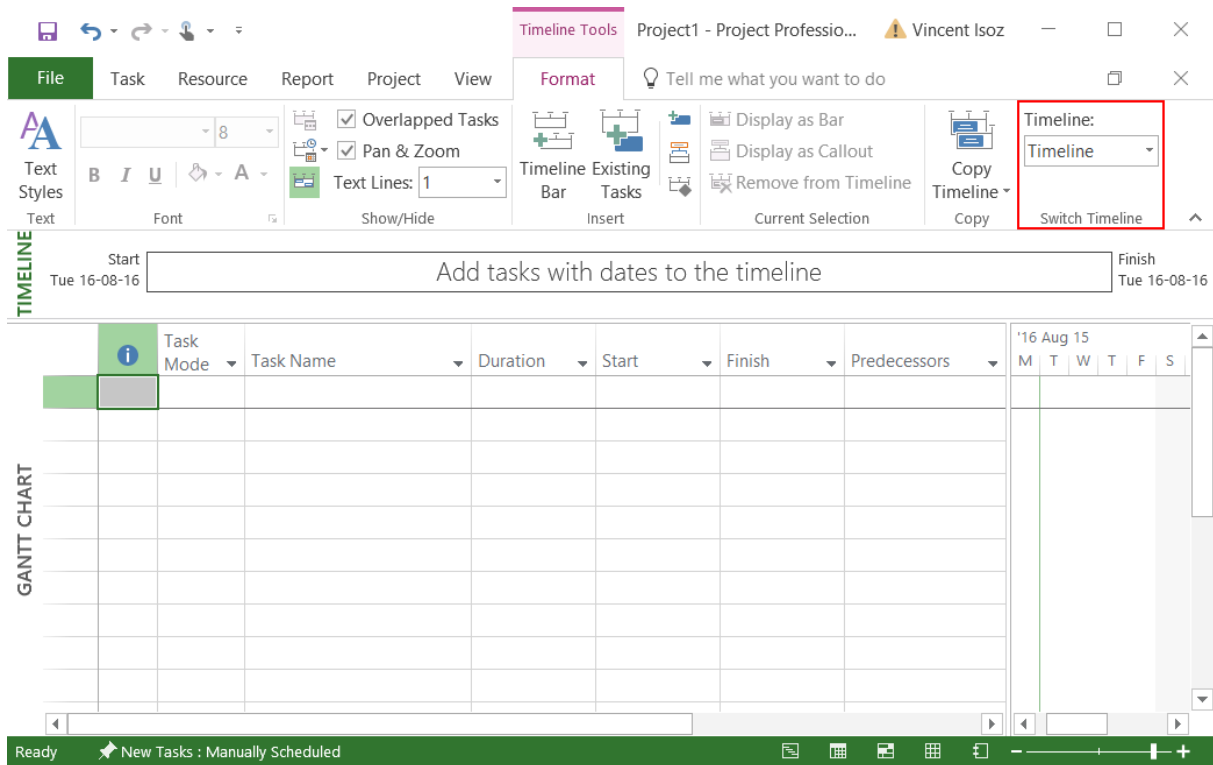 Timeline Tools Project1 - Project Professio... Vincent Isoz
File Task Resource Report Project View Format Tell me what you want to do
Text Styles
Text
8
B I U A
Font
Overlapped Tasks
Pan & Zoom
Text Lines: 1
Show/Hide
Timeline Bar
Existing Tasks
Insert
Display as Bar
Display as Callout
Remove from Timeline
Current Selection
Copy Timeline
Copy
Timeline:
Timeline
Switch Timeline
TIMELINE
Start
Tue 16-08-16
Add tasks with dates to the timeline
Finish
Tue 16-08-16
Task Mode
Task Name
Duration
Start
Finish
Predecessors
'16 Aug 15
M T W T F S
GANTT CHART
Ready New Tasks : Manually Scheduled